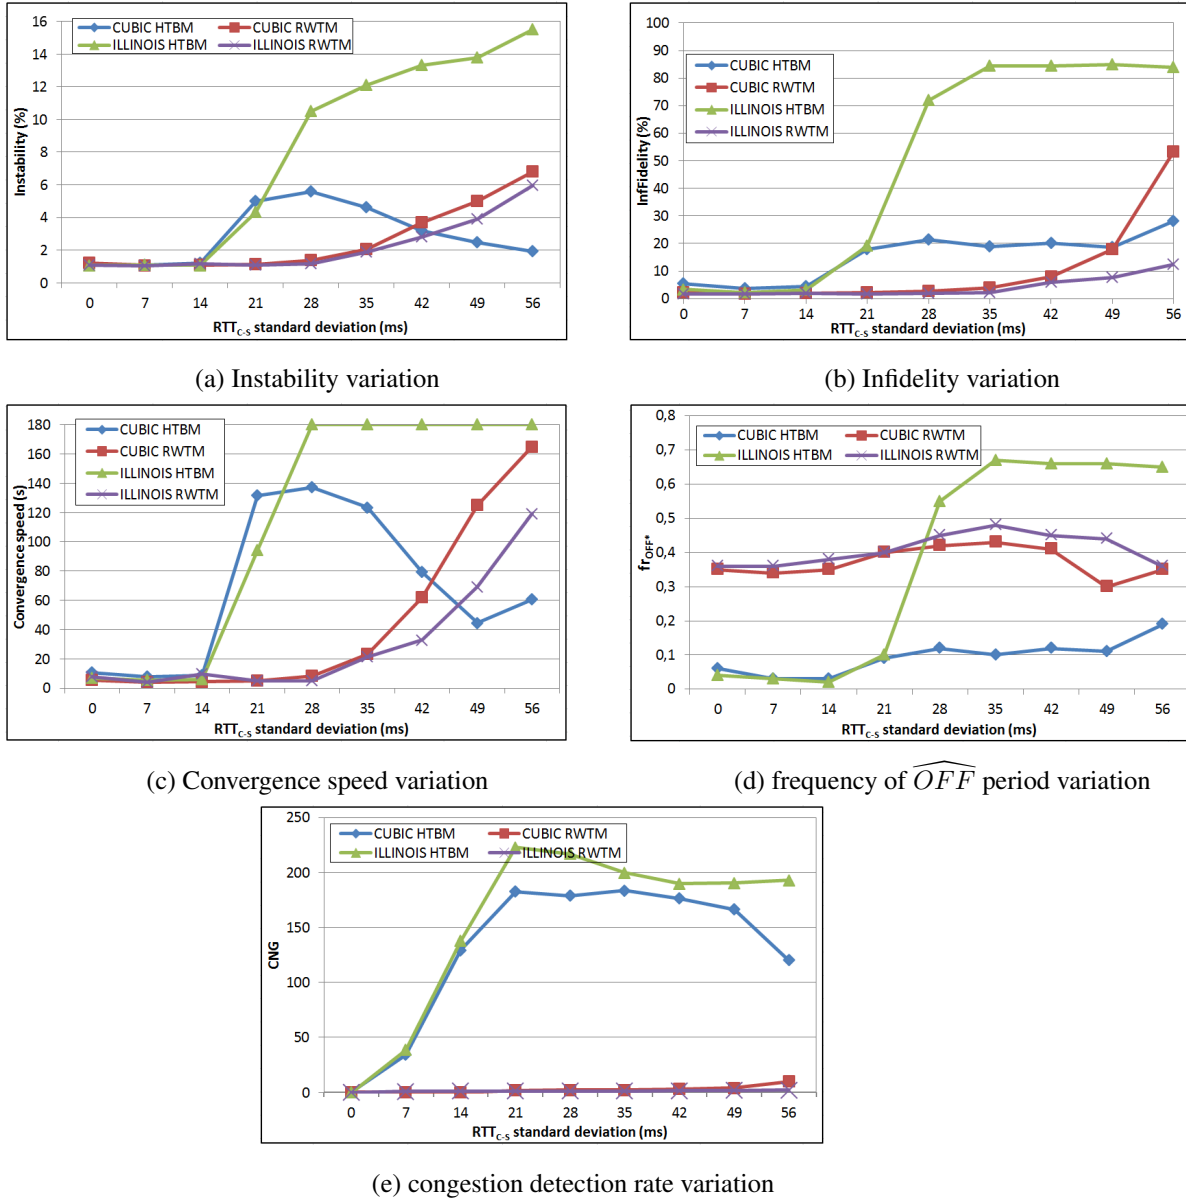 16
14
12
10
8
6
4
2
0
Instability (%)
CUBIC HTBM
CUBIC RWTM
ILLINOIS HTBM
ILLINOIS RWTM
0 7 14 21 28 35 42 49 56
RTTC-S standard deviation (ms)
(a) Instability variation
100
90
80
70
60
50
40
30
20
10
0
InfFidelity (%)
CUBIC HTBM
CUBIC RWTM
ILLINOIS HTBM
ILLINOIS RWTM
0 7 14 21 28 35 42 49 56
RTTC-S standard deviation (ms)
(b) Infidelity variation
180
160
140
120
100
80
60
40
20
0
Convergence speed (s)
CUBIC HTBM
CUBIC RWTM
ILLINOIS HTBM
ILLINOIS RWTM
0 7 14 21 28 35 42 49 56
RTTC-S standard deviation (ms)
(c) Convergence speed variation
0,8
0,7
0,6
0,5
0,4
0,3
0,2
0,1
0
frOFF*
CUBIC HTBM
CUBIC RWTM
ILLINOIS HTBM
ILLINOIS RWTM
0 7 14 21 28 35 42 49 56
RTTC-S standard deviation (ms)
(d) frequency of OFF period variation
250
200
150
100
50
0
CNG
CUBIC HTBM
CUBIC RWTM
ILLINOIS HTBM
ILLINOIS RWTM
0 7 14 21 28 35 42 49 56
RTTC-S standard deviation (ms)
(e) congestion detection rate variation